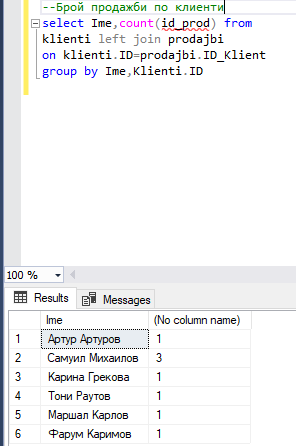 --Брой продажби по клиенти
select Ime,count(id_prod) from
klienti left join prodajbi
on klienti.ID=prodajbi.ID_Klient
group by Ime,Klienti.ID
100 %
Results Messages
Ime (No column name)
1 Артур Артуров 1
2 Самуил Михаилов 3
3 Карина Грекова 1
4 Тони Раутов 1
5 Маршал Карлов 1
6 Фарум Каримов 1